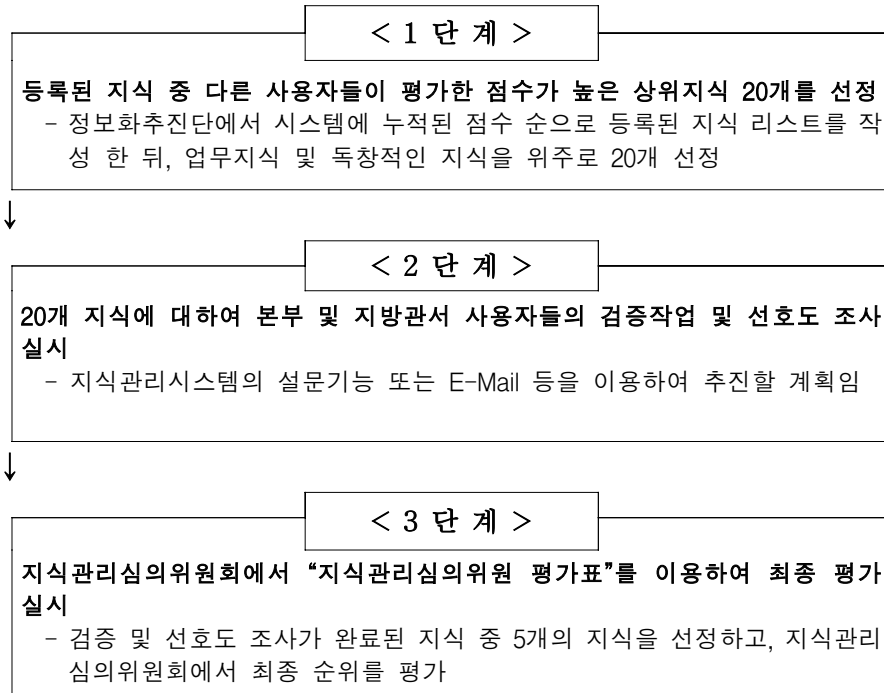 < 1 단 계 >
등록된 지식 중 다른 사용자들이 평가한 점수가 높은 상위지식 20개를 선정
- 정보화추진단에서 시스템에 누적된 점수 순으로 등록된 지식 리스트를 작
성 한 뒤, 업무지식 및 독창적인 지식을 위주로 20개 선정
↓
< 2 단 계 >
20개 지식에 대하여 본부 및 지방관서 사용자들의 검증작업 및 선호도 조사
실시
- 지식관리시스템의 설문기능 또는 E-Mail 등을 이용하여 추진할 계획임
↓
< 3 단 계 >
지식관리심의위원회에서 “지식관리심의위원 평가표”를 이용하여 최종 평가
실시
- 검증 및 선호도 조사가 완료된 지식 중 5개의 지식을 선정하고, 지식관리
심의위원회에서 최종 순위를 평가